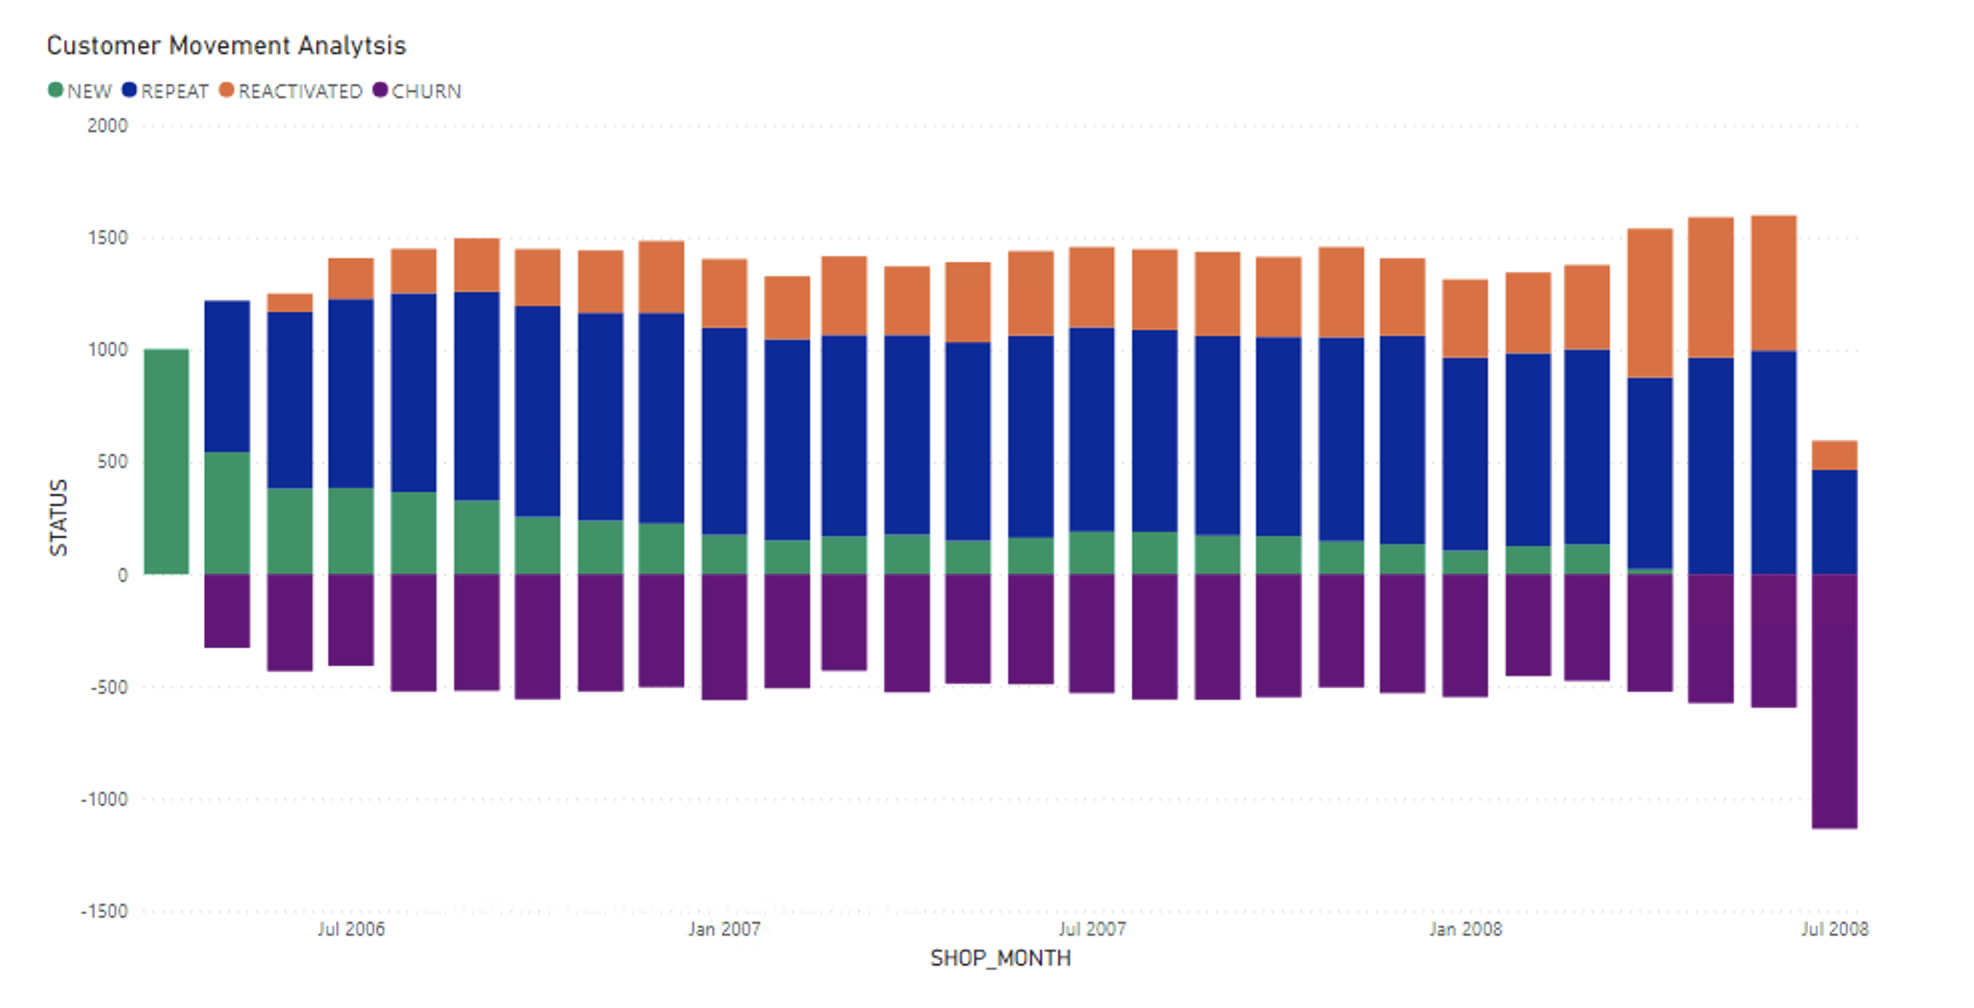 Customer Movement Analytsis
NEW REPEAT REACTIVATED CHURN
2000
1500
1000
500
0
-500
-1000
-1500
STATUS
Jul 2006 Jan 2007 Jul 2007 Jan 2008 Jul 2008
SHOP_MONTH